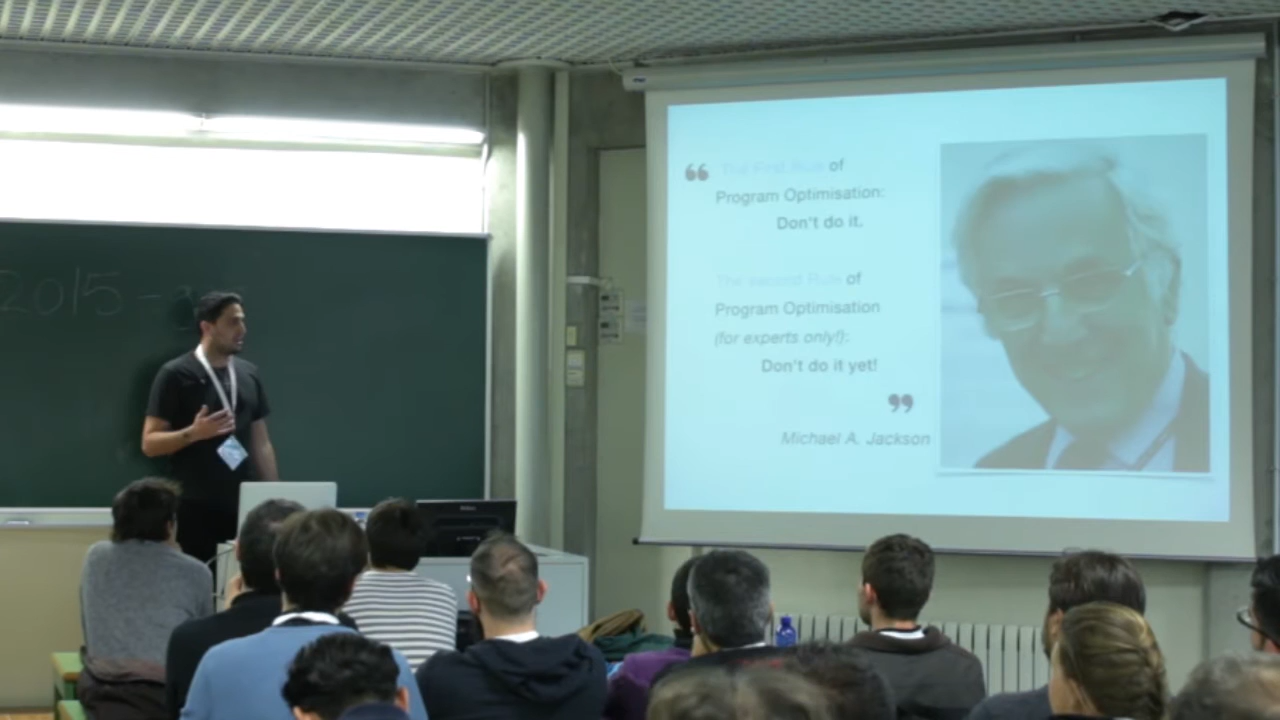 2015-
“ The First Rule of
Program Optimisation:
Don't do it.
The Second Rule of
Program Optimisation
(for experts only!):
Don't do it yet!
”
Michael A. Jackson